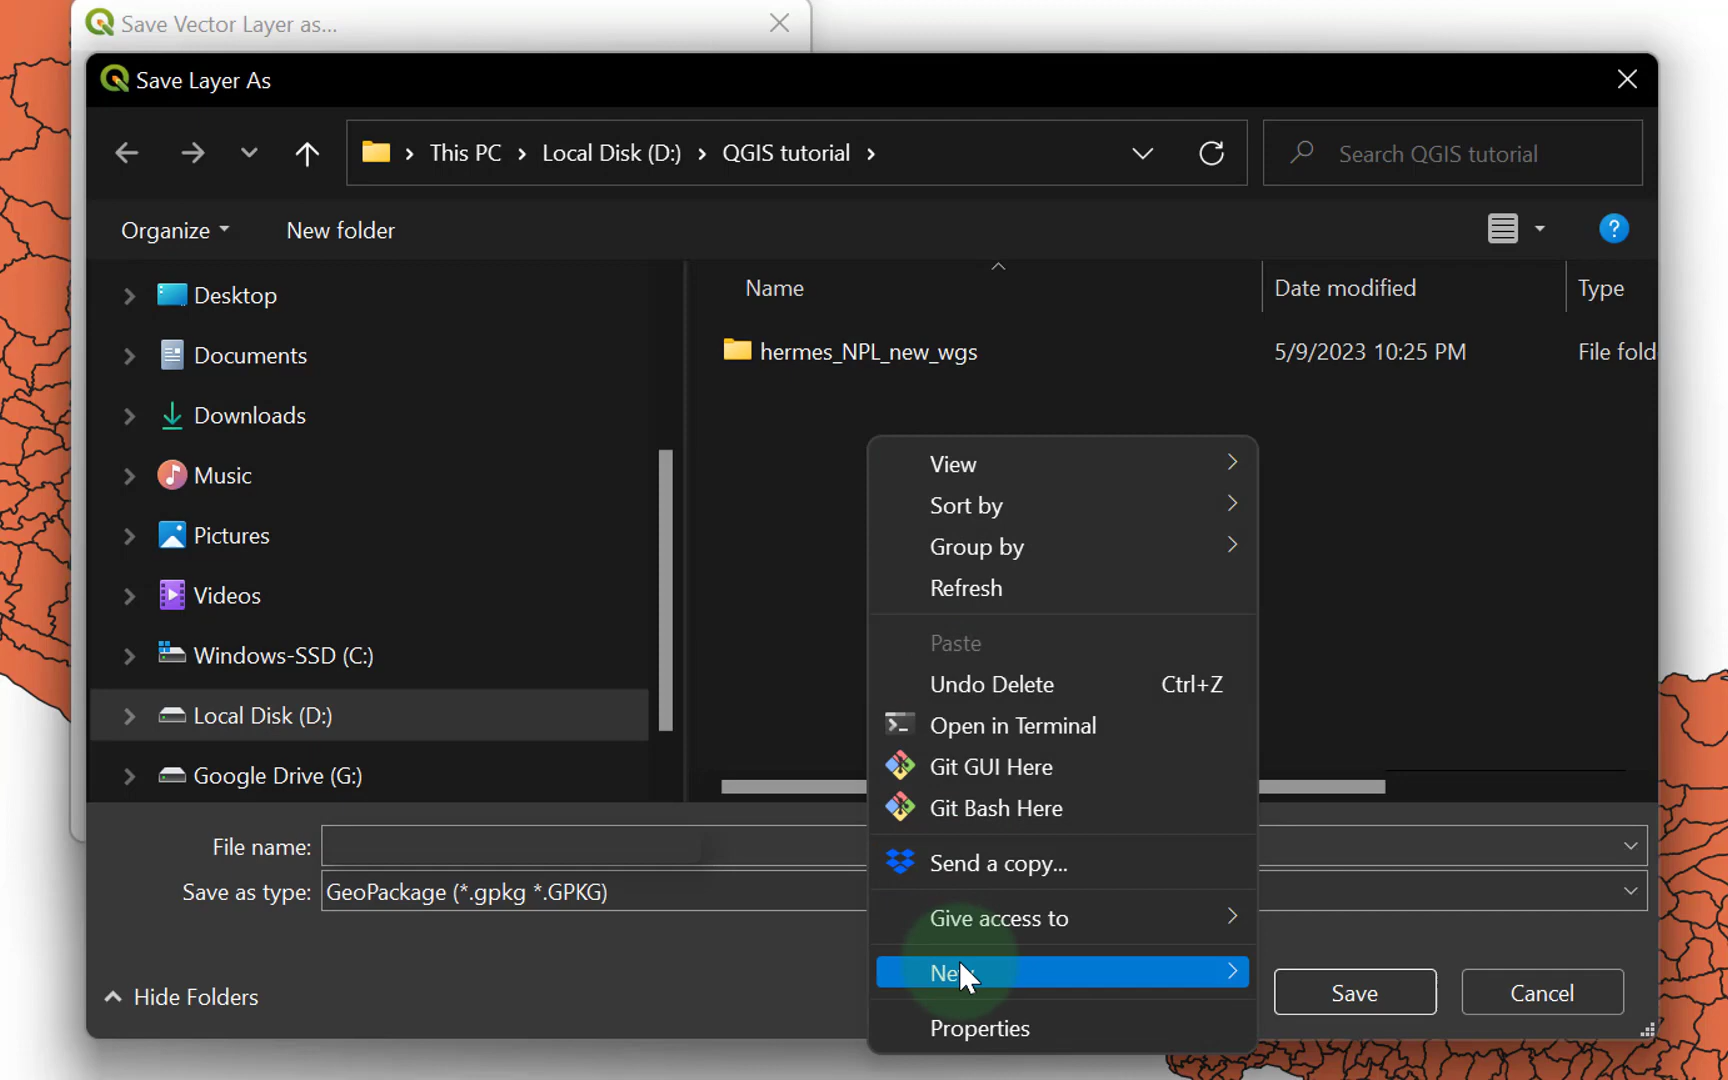 Save Vector Layer as...
Save Layer As
This PC > Local Disk (D:) > QGIS tutorial >
Search QGIS tutorial
Organize
New folder
?
Name
Date modified
Type
Desktop
Documents
Downloads
Music
Pictures
Videos
Windows-SSD (C:)
Local Disk (D:)
Google Drive (G:)
hermes_NPL_new_wgs
5/9/2023 10:25 PM
File fold
View
Sort by
Group by
Refresh
Paste
Undo Delete Ctrl+Z
Open in Terminal
Git GUI Here
Git Bash Here
Send a copy...
Give access to
New
Properties
File name:
Save as type: GeoPackage (*.gpkg *.GPKG)
Hide Folders
Save
Cancel